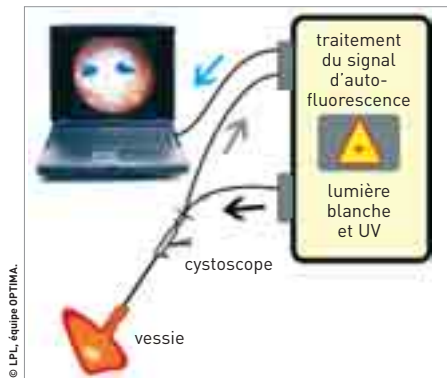 traitement
du signal
d'auto-
fluorescence
lumière
blanche
et UV
cystoscope
vessie
© LPL, équipe OPTIMA.